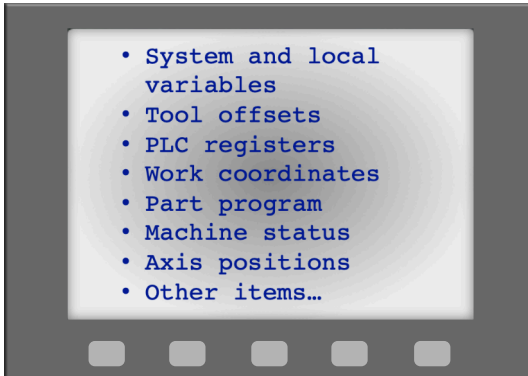 • System and local
variables
• Tool offsets
• PLC registers
• Work coordinates
• Part program
• Machine status
• Axis positions
• Other items…